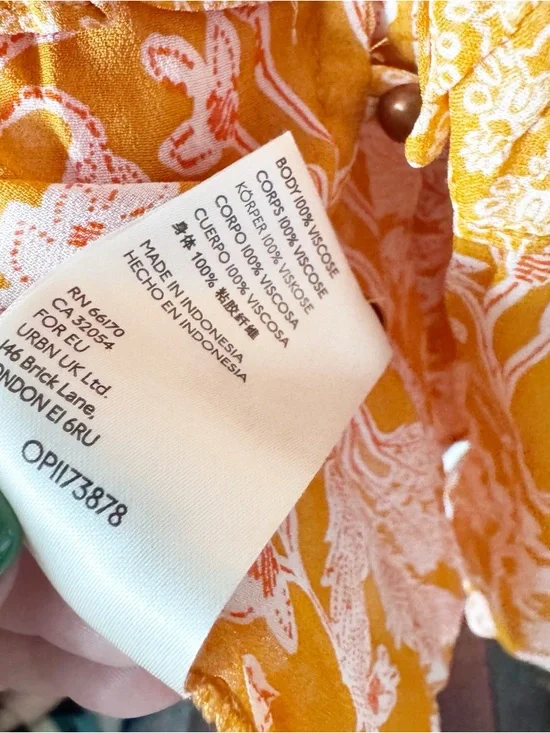 BODY 100% VISCOSE
CORPS 100% VISCOSE
KÖRPER 100% VISKOSE
CORPO 100% VISCOSA
CUERPO 100% VISCOSA
身体 100% 粘胶纤维
MADE IN INDONESIA
HECHO EN INDONESIA
RN 66170
CA 32054
FOR EU
URBN UK Ltd.
146 Brick Lane,
LONDON E1 6RU
OP1173878